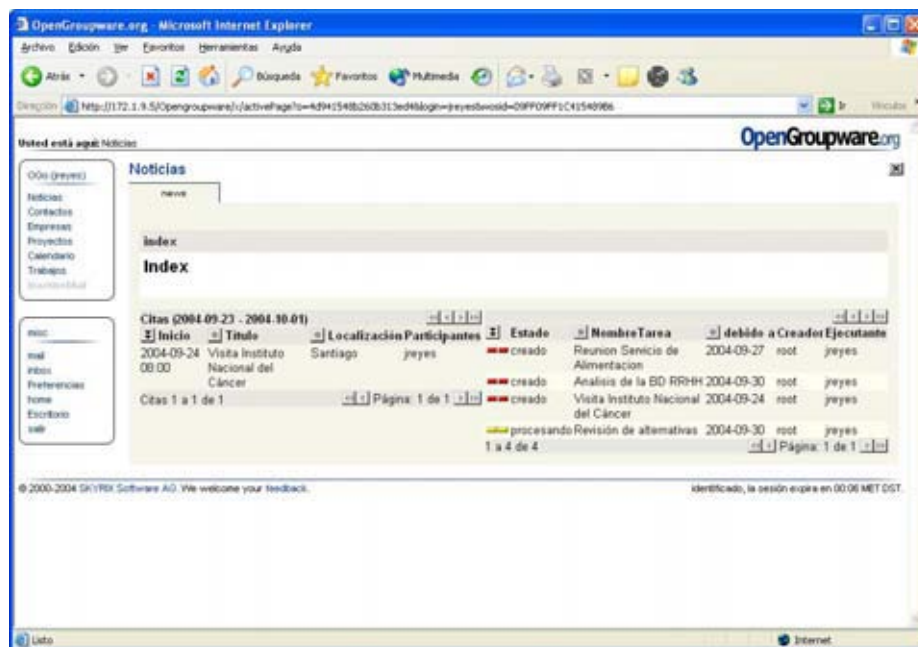 OpenGroupware.org - Microsoft Internet Explorer
Archivo Edición Ver Favoritos Herramientas Ayuda
Atrás Búsqueda Favoritos Multimedia
Dirección Ir Vínculos
OpenGroupware.org
Usted está aquí: Noticias
OGo (jreyes)
Noticias
Contactos
Empresas
Proyectos
Calendario
Trabajos
misc
mail
inbox
Preferencias
home
Escritorio
salir
Noticias
news
index
Index
Citas (2004-09-23 - 2004-10-01)
Inicio Título Localización Participantes
2004-09-24 08:00 Visita Instituto Nacional del Cáncer Santiago jreyes
Citas 1 a 1 de 1 Página: 1 de 1
Estado NombreTarea debido a Creador Ejecutante
creado Reunion Servicio de Alimentacion 2004-09-27 root jreyes
creado Analisis de la BD RRHH 2004-09-30 root jreyes
creado Visita Instituto Nacional del Cáncer 2004-09-24 root jreyes
procesando Revisión de alternativas 2004-09-30 root jreyes
1 a 4 de 4 Página: 1 de 1
© 2000-2004 SKYRIX Software AG. We welcome your feedback.
identificado, la sesión expira en 00:06 MET DST.
Listo Internet